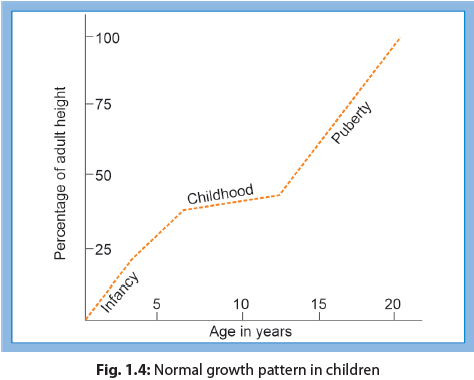 100
75
50
25
Percentage of adult height
Infancy
Childhood
Puberty
5 10 15 20
Age in years
Fig. 1.4: Normal growth pattern in children